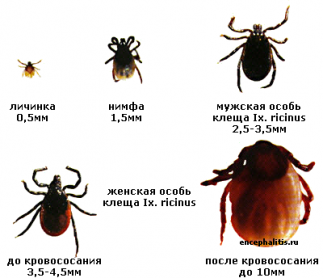 личинка
0,5мм
нимфа
1,5мм
мужская особь
клеща Ix. ricinus
2,5-3,5мм
женская особь
клеща Ix. ricinus
до кровососания
3,5-4,5мм
encephalitis.ru
после кровососания
до 10мм